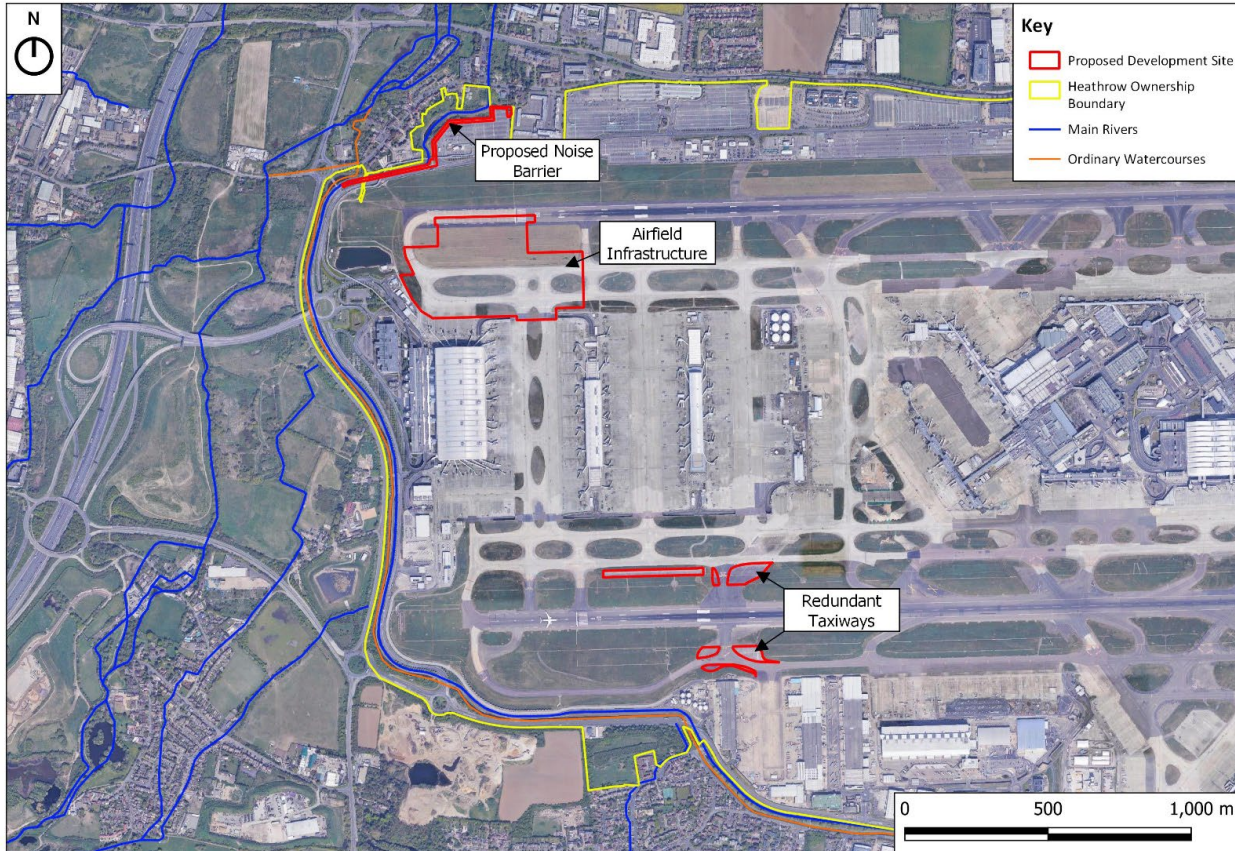 N
Key
Proposed Development Site
Heathrow Ownership
Boundary
Main Rivers
Ordinary Watercourses
Proposed Noise
Barrier
Airfield
Infrastructure
Redundant
Taxiways
0 500 1,000 m